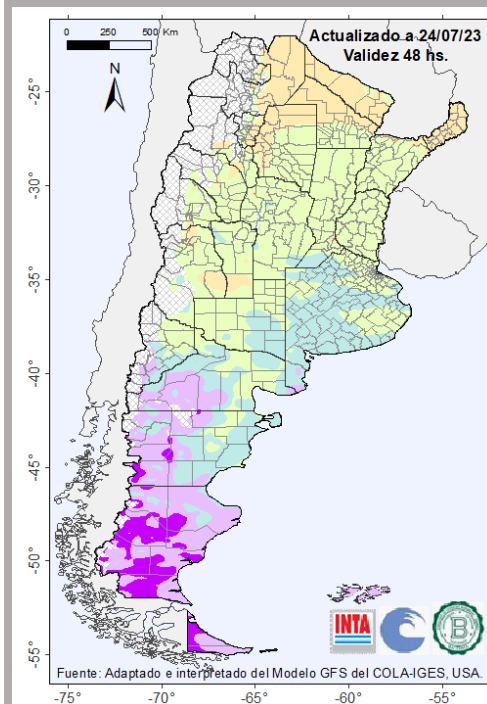 0 250 500 Km
Actualizado a 24/07/23
Validez 48 hs.
N
-25°
-30°
-35°
-40°
-45°
-50°
-55°
INTA
B
Fuente: Adaptado e interpretado del Modelo GFS del COLA-IGES, USA.
-75 -70 -65 -60 -55